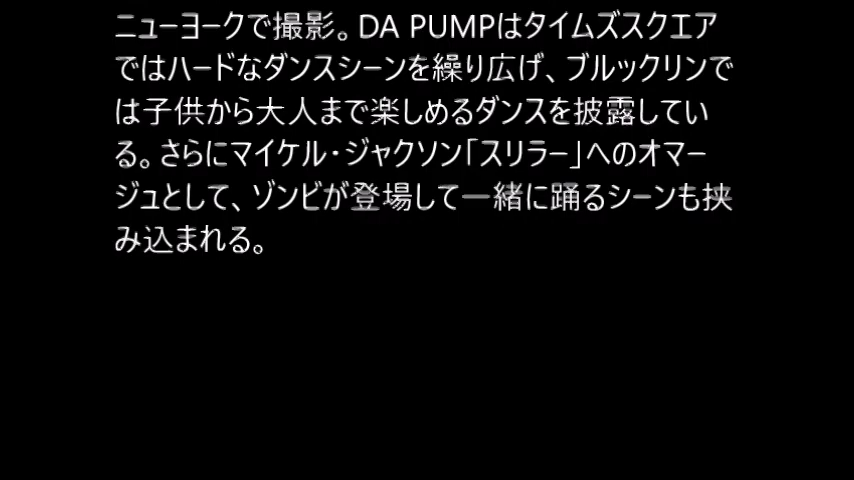 ニューヨークで撮影。DA PUMPはタイムズスクエア
ではハードなダンスシーンを繰り広げ、ブルックリンで
は子供から大人まで楽しめるダンスを披露してい
る。さらにマイケル・ジャクソン「スリラー」へのオマー
ジュとして、ゾンビが登場して一緒に踊るシーンも挟
み込まれる。